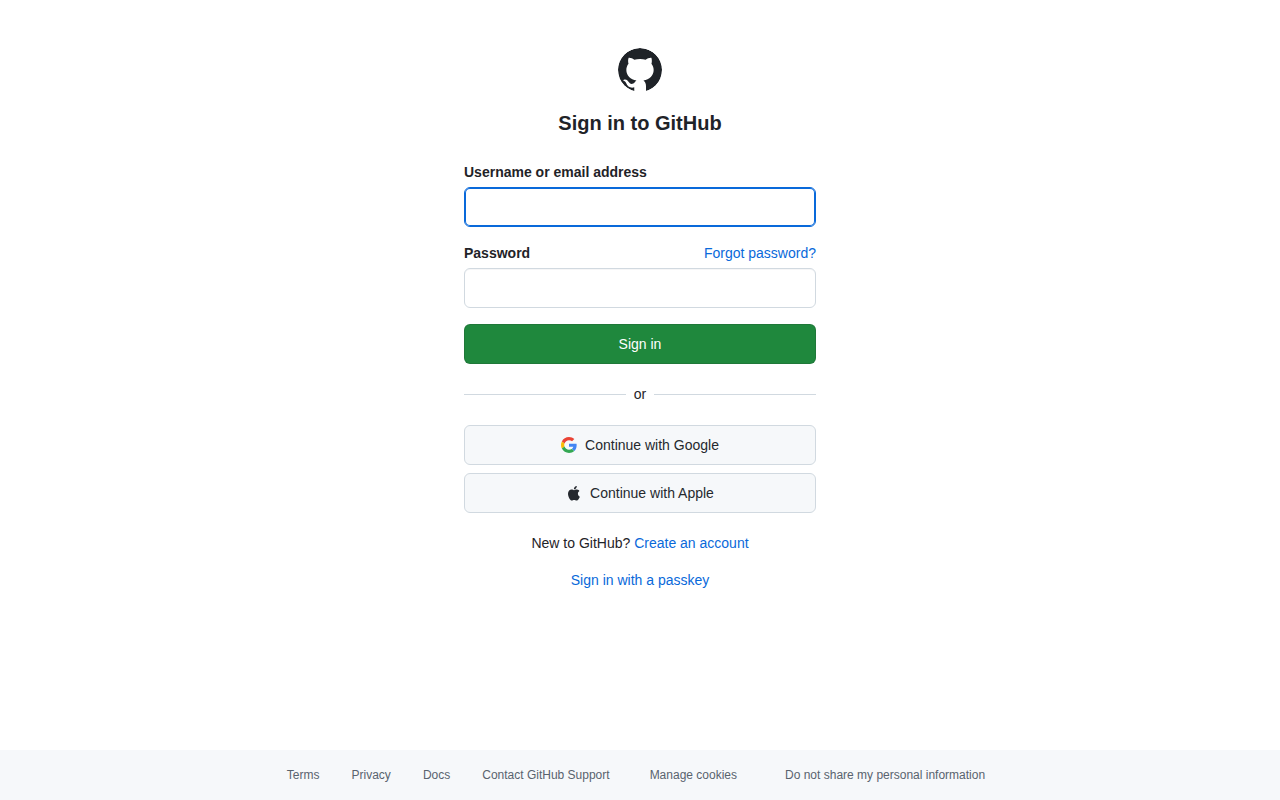 Sign in to GitHub
Username or email address
Password Forgot password?
Sign in
or
Continue with Google
Continue with Apple
New to GitHub? Create an account
Sign in with a passkey
Terms Privacy Docs Contact GitHub Support Manage cookies Do not share my personal information